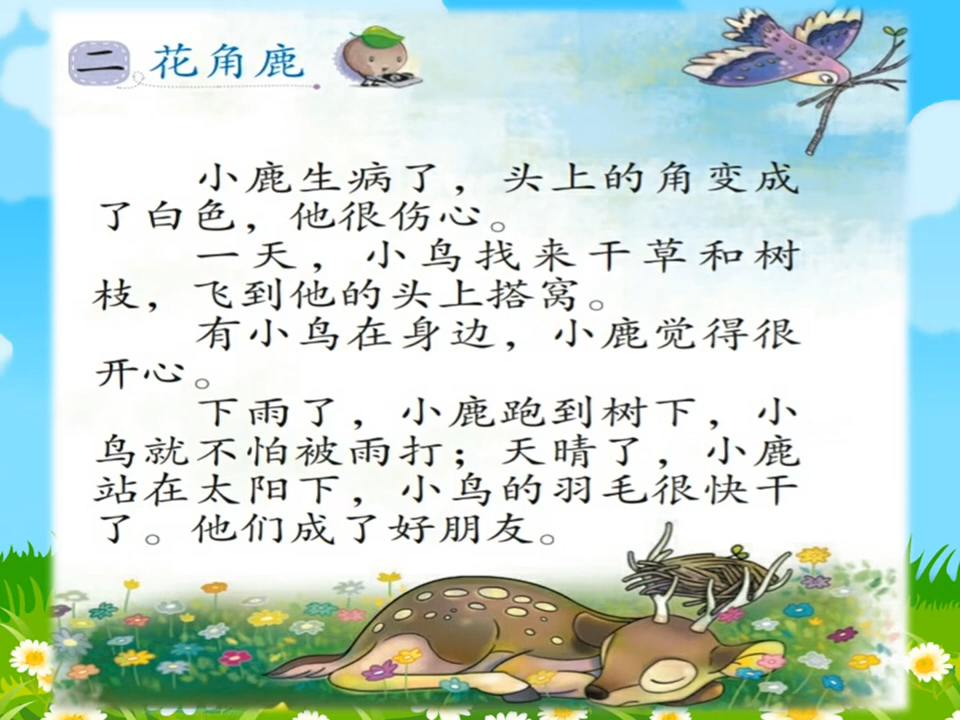 二 花角鹿
小鹿生病了，头上的角变成
了白色，他很伤心。
一天，小鸟找来干草和树
枝，飞到他的头上搭窝。
有小鸟在身边，小鹿觉得很
开心。
下雨了，小鹿跑到树下，小
鸟就不怕被雨打；天晴了，小鹿
站在太阳下，小鸟的羽毛很快干
了。他们成了好朋友。